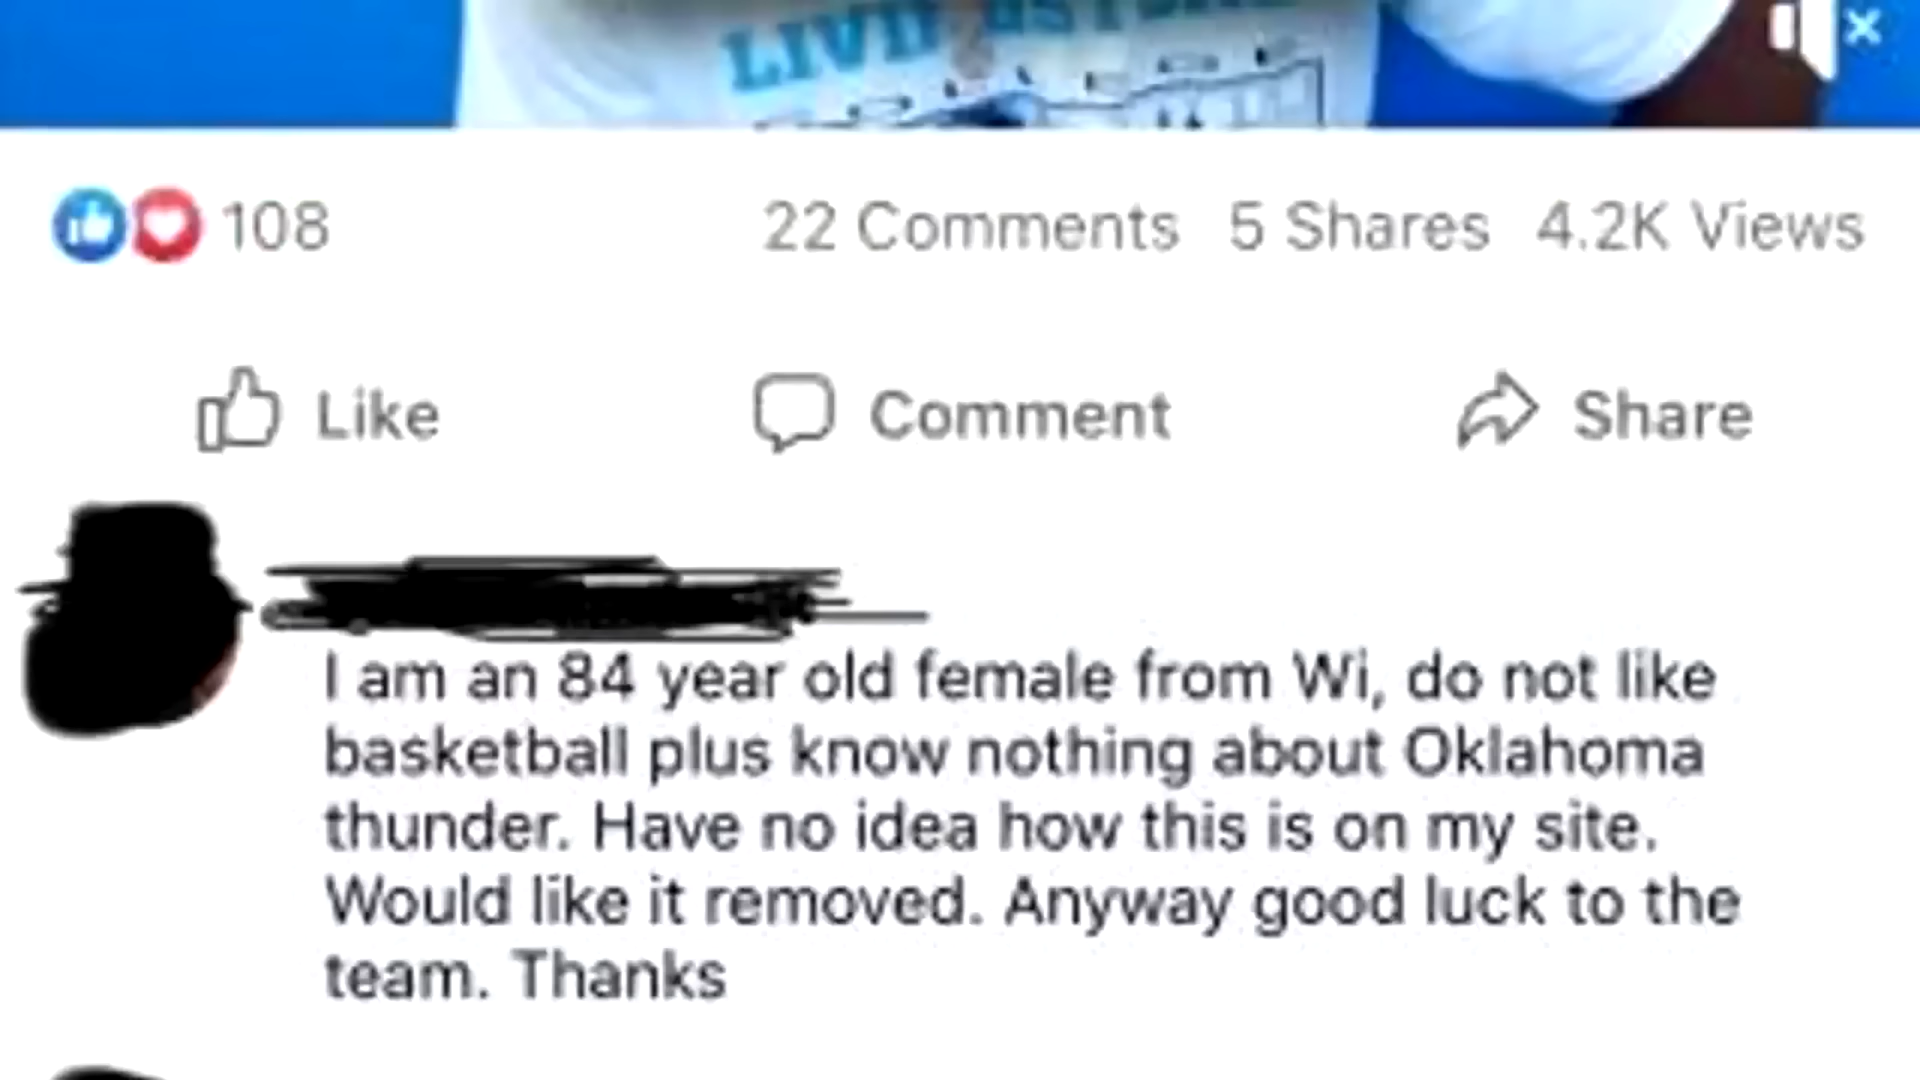 108
22 Comments 5 Shares 4.2K Views
Like Comment Share
I am an 84 year old female from Wi, do not like
basketball plus know nothing about Oklahoma
thunder. Have no idea how this is on my site.
Would like it removed. Anyway good luck to the
team. Thanks